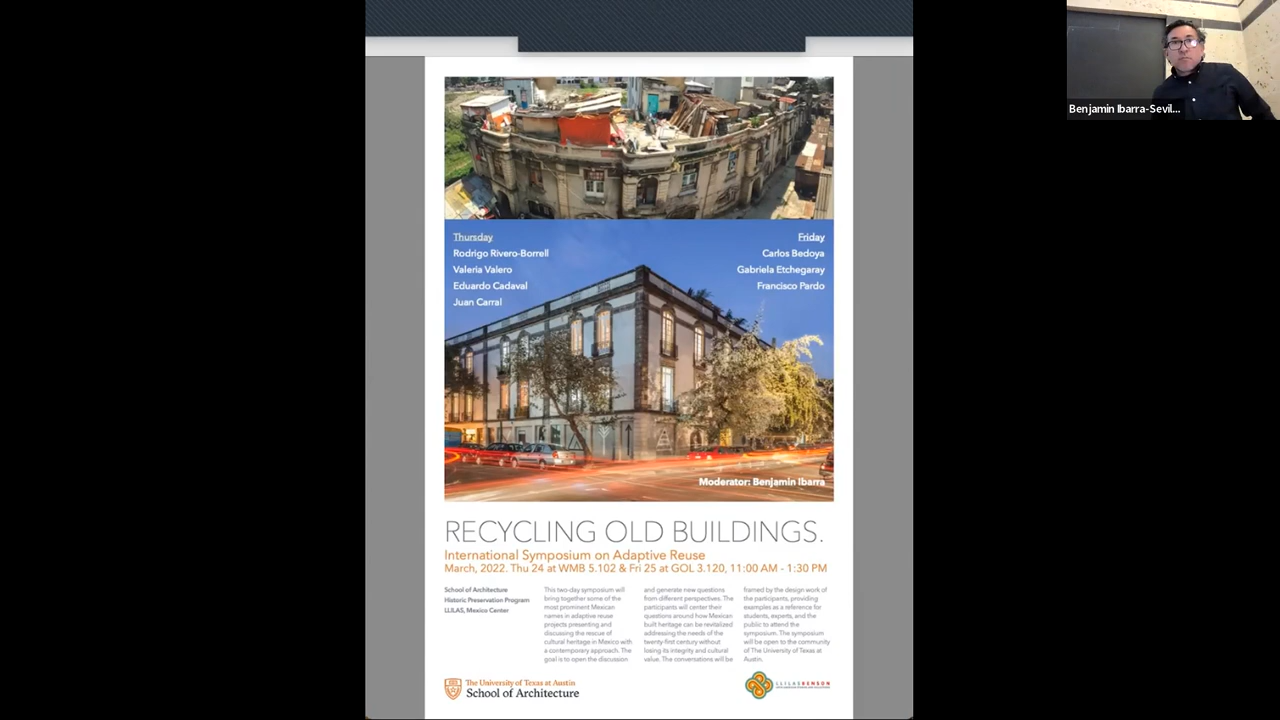 Benjamin Ibarra-Sevil...
Thursday
Rodrigo Rivero-Borrell
Valeria Valero
Eduardo Cadaval
Juan Carral
Friday
Carlos Bedoya
Gabriela Etchegaray
Francisco Pardo
Moderator: Benjamin Ibarra
RECYCLING OLD BUILDINGS.
International Symposium on Adaptive Reuse
March, 2022. Thu 24 at WMB 5.102 & Fri 25 at GOL 3.120, 11:00 AM - 1:30 PM
School of Architecture
Historic Preservation Program
LLILAS, Mexico Center
This two-day symposium will
bring together some of the
most prominent Mexican
names in adaptive reuse
projects presenting and
discussing the rescue of
cultural heritage in Mexico with
a contemporary approach. The
goal is to open the discussion
and generate new questions
from different perspectives. The
participants will center their
questions around how Mexican
built heritage can be revitalized
addressing the needs of the
twenty first century without
losing its integrity and cultural
value. The conversations will be
framed by the design work of
the participants, providing
examples as a reference for
students, experts, and the
public to attend the
symposium. The symposium
will be open to the community
of The University of Texas at
Austin.
The University of Texas at Austin
School of Architecture
LLILAS BENSON